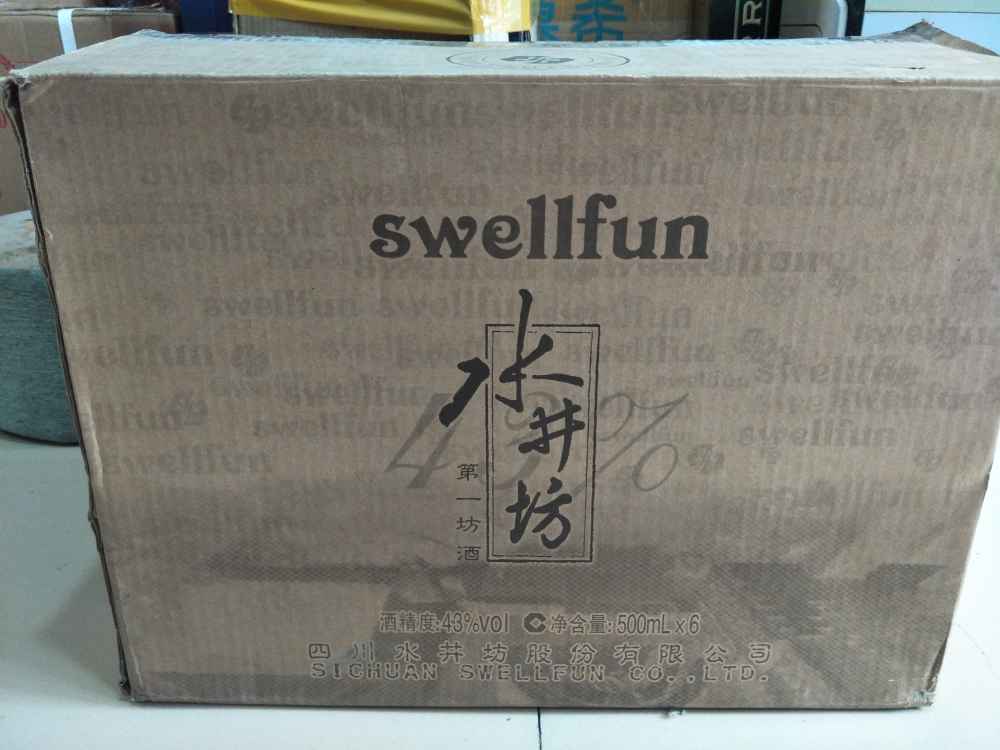 swellfun
水井坊
第一坊酒
43%
酒精度:43%vol 净含量:500mL x 6
四川水井坊股份有限公司
SICHUAN SWELLFUN CO.,LTD.